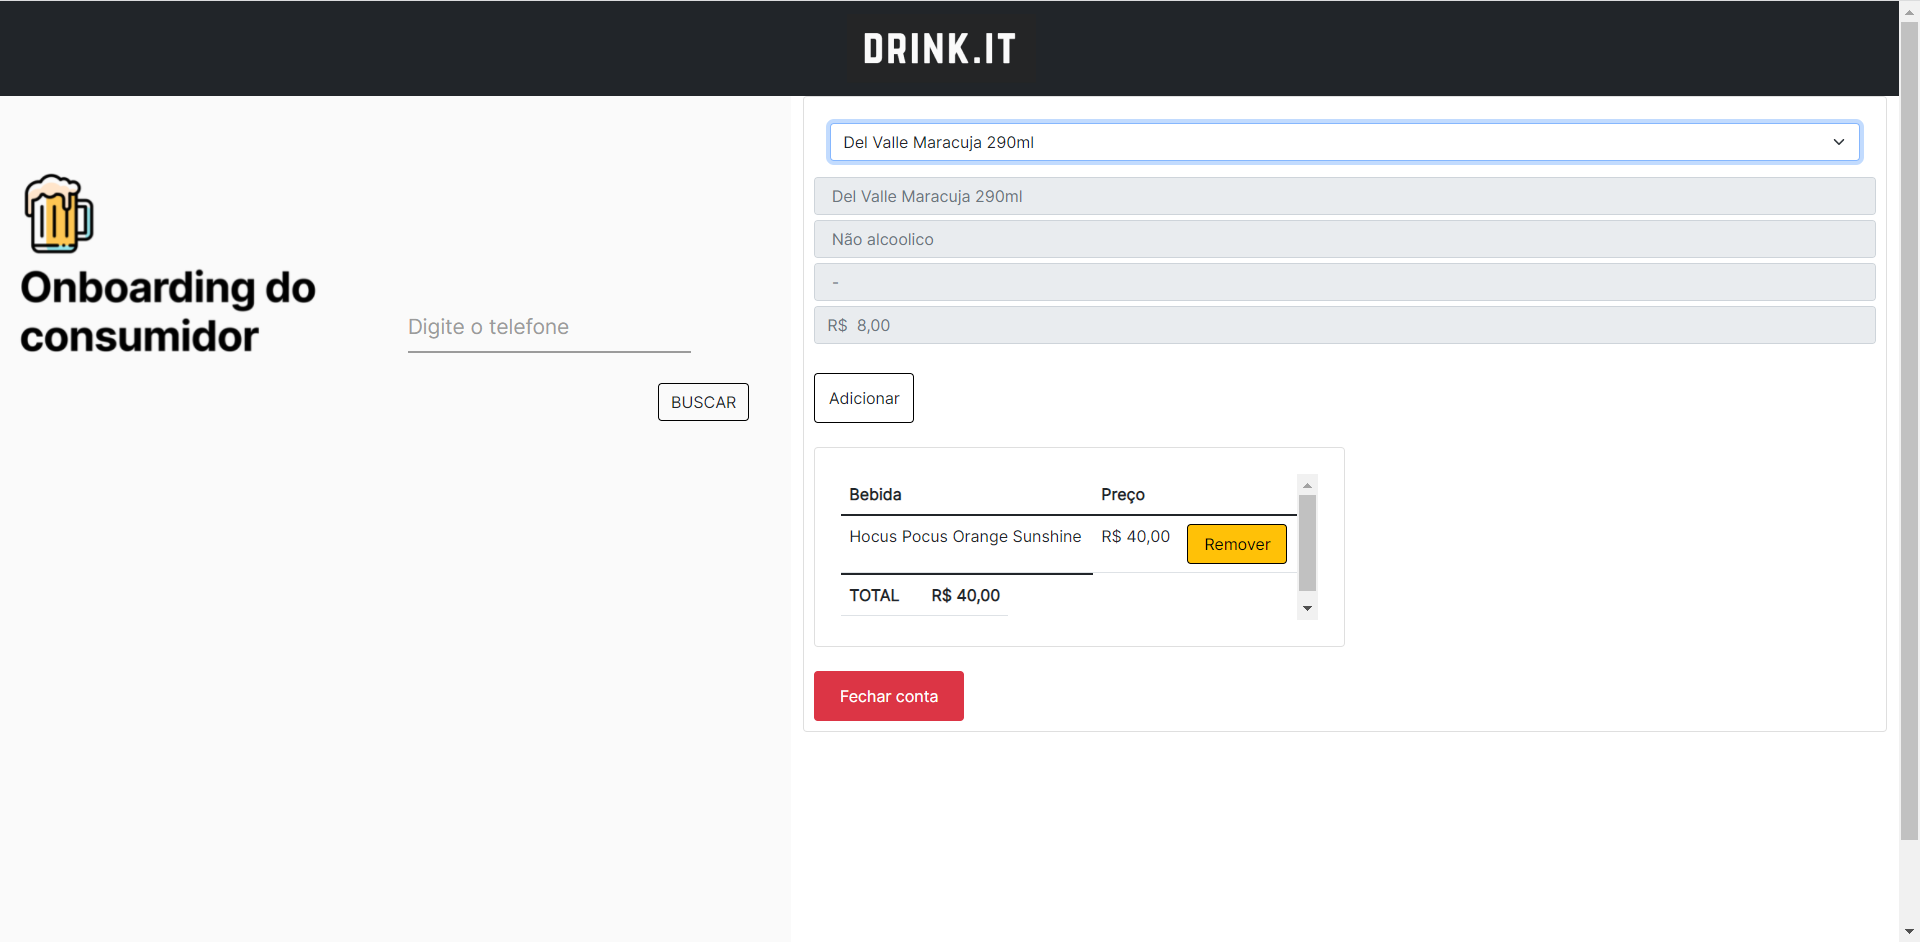 DRINK.IT
Onboarding do
consumidor
Digite o telefone
BUSCAR
Del Valle Maracuja 290ml
Del Valle Maracuja 290ml
Não alcoolico
-
R$ 8,00
Adicionar
Bebida Preço
Hocus Pocus Orange Sunshine R$ 40,00 Remover
TOTAL R$ 40,00
Fechar conta